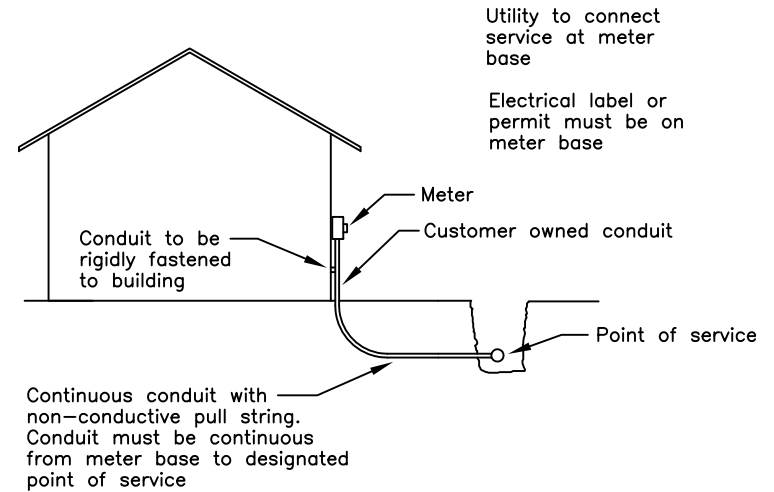 Utility to connect
service at meter
base
Electrical label or
permit must be on
meter base
Meter
Customer owned conduit
Conduit to be
rigidly fastened
to building
Point of service
Continuous conduit with
non-conductive pull string.
Conduit must be continuous
from meter base to designated
point of service